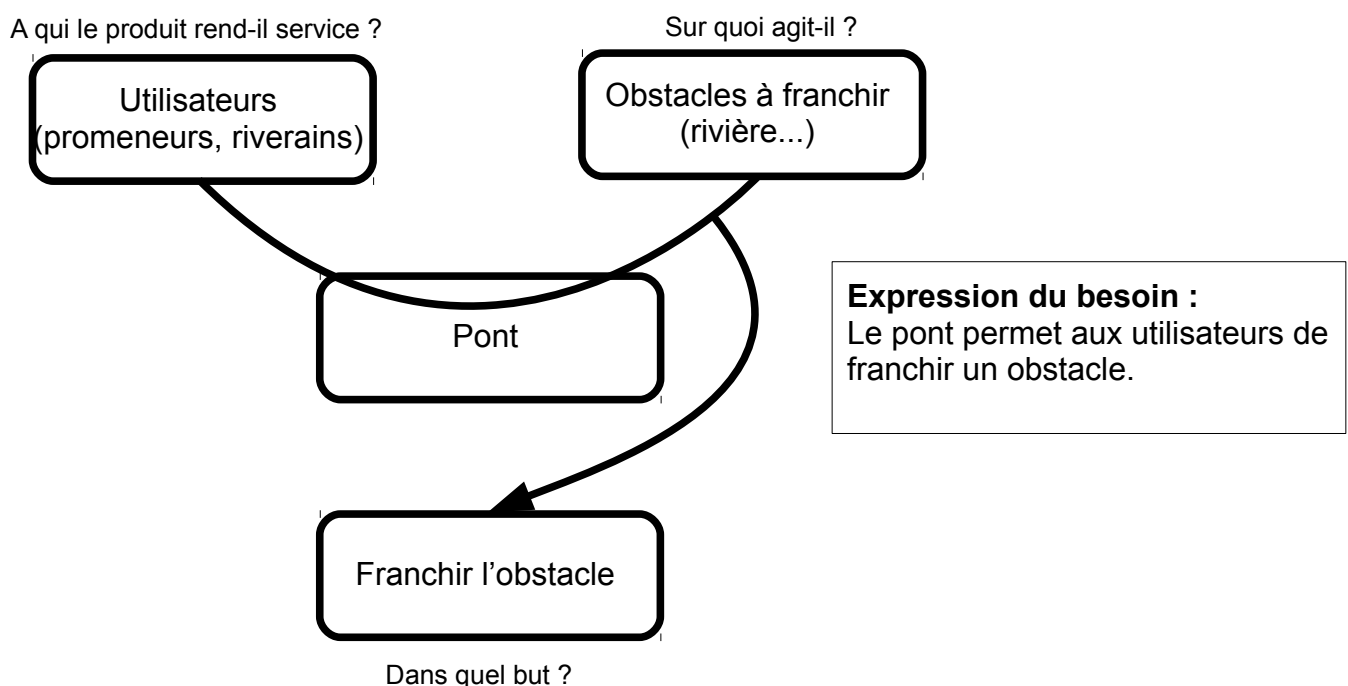 A qui le produit rend-il service ?
Sur quoi agit-il ?
Utilisateurs
(promeneurs, riverains)
Obstacles à franchir
(rivière...)
Pont
Expression du besoin :
Le pont permet aux utilisateurs de
franchir un obstacle.
Franchir l’obstacle
Dans quel but ?